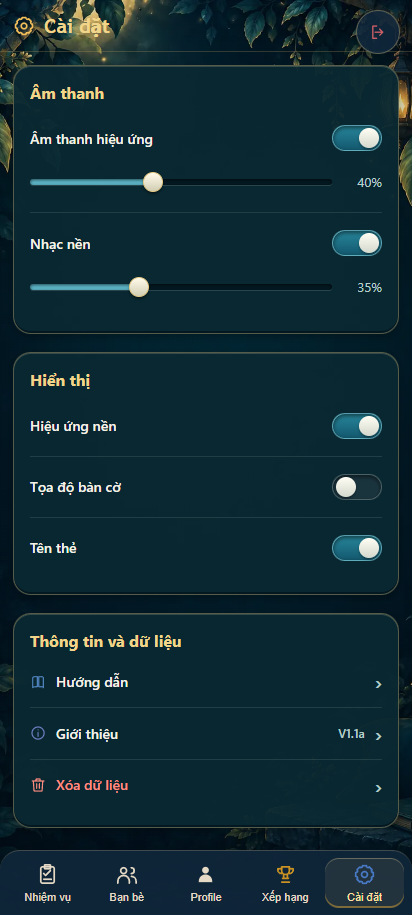 Cài đặt
Âm thanh
Âm thanh hiệu ứng
40%
Nhạc nền
35%
Hiển thị
Hiệu ứng nền
Tọa độ bàn cờ
Tên thẻ
Thông tin và dữ liệu
Hướng dẫn
Giới thiệu V1.1a
Xóa dữ liệu
Nhiệm vụ Bạn bè Profile Xếp hạng Cài đặt